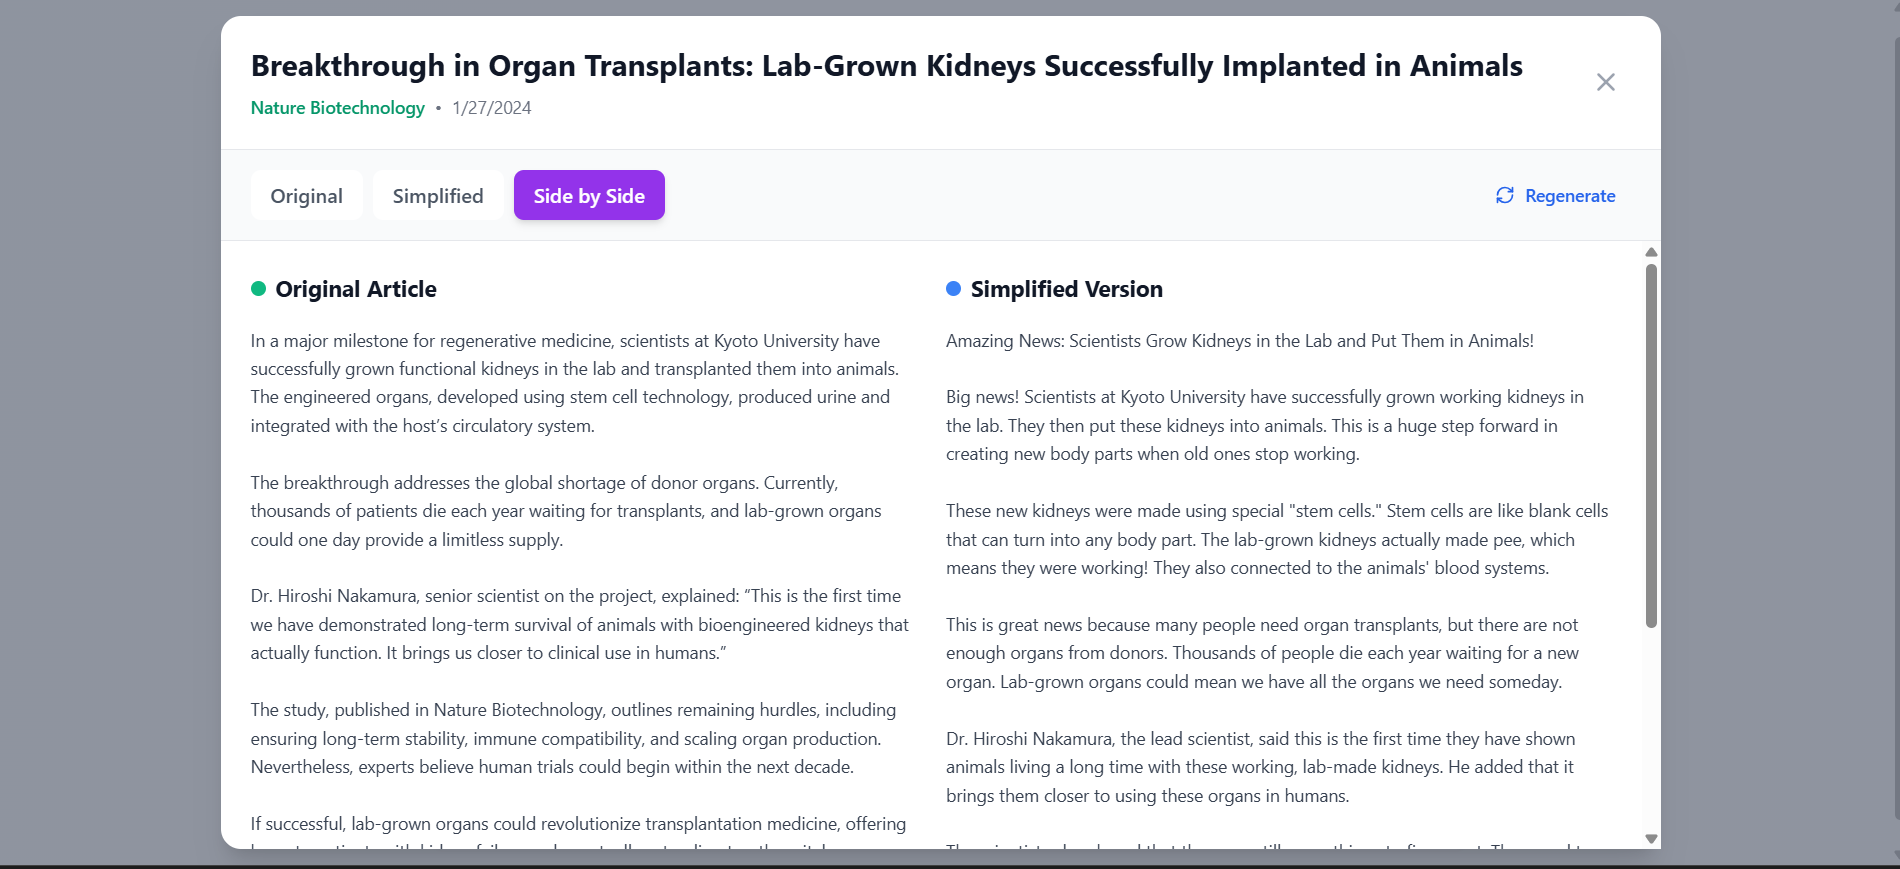 Breakthrough in Organ Transplants: Lab-Grown Kidneys Successfully Implanted in Animals
Nature Biotechnology • 1/27/2024
Original
Simplified
Side by Side
Regenerate
Original Article
In a major milestone for regenerative medicine, scientists at Kyoto University have
successfully grown functional kidneys in the lab and transplanted them into animals.
The engineered organs, developed using stem cell technology, produced urine and
integrated with the host’s circulatory system.
The breakthrough addresses the global shortage of donor organs. Currently,
thousands of patients die each year waiting for transplants, and lab-grown organs
could one day provide a limitless supply.
Dr. Hiroshi Nakamura, senior scientist on the project, explained: “This is the first time
we have demonstrated long-term survival of animals with bioengineered kidneys that
actually function. It brings us closer to clinical use in humans.”
The study, published in Nature Biotechnology, outlines remaining hurdles, including
ensuring long-term stability, immune compatibility, and scaling organ production.
Nevertheless, experts believe human trials could begin within the next decade.
If successful, lab-grown organs could revolutionize transplantation medicine, offering
Simplified Version
Amazing News: Scientists Grow Kidneys in the Lab and Put Them in Animals!
Big news! Scientists at Kyoto University have successfully grown working kidneys in
the lab. They then put these kidneys into animals. This is a huge step forward in
creating new body parts when old ones stop working.
These new kidneys were made using special "stem cells." Stem cells are like blank cells
that can turn into any body part. The lab-grown kidneys actually made pee, which
means they were working! They also connected to the animals' blood systems.
This is great news because many people need organ transplants, but there are not
enough organs from donors. Thousands of people die each year waiting for a new
organ. Lab-grown organs could mean we have all the organs we need someday.
Dr. Hiroshi Nakamura, the lead scientist, said this is the first time they have shown
animals living a long time with these working, lab-made kidneys. He added that it
brings them closer to using these organs in humans.